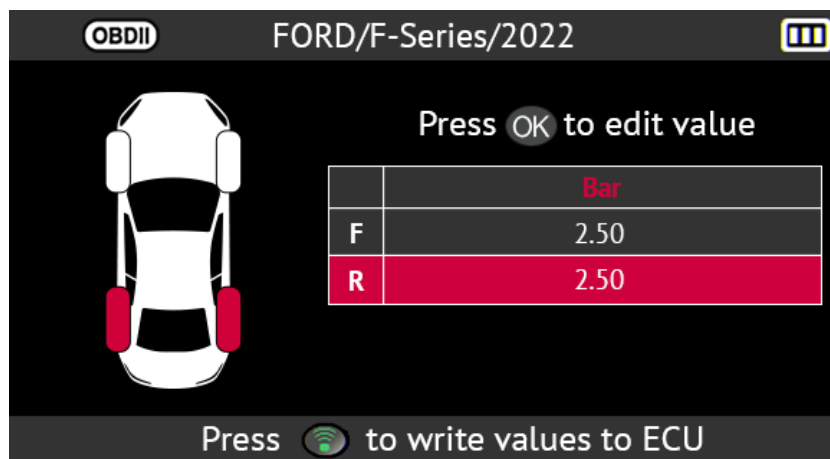 OBDII FORD/F-Series/2022
Press OK to edit value
Bar
F 2.50
R 2.50
Press to write values to ECU